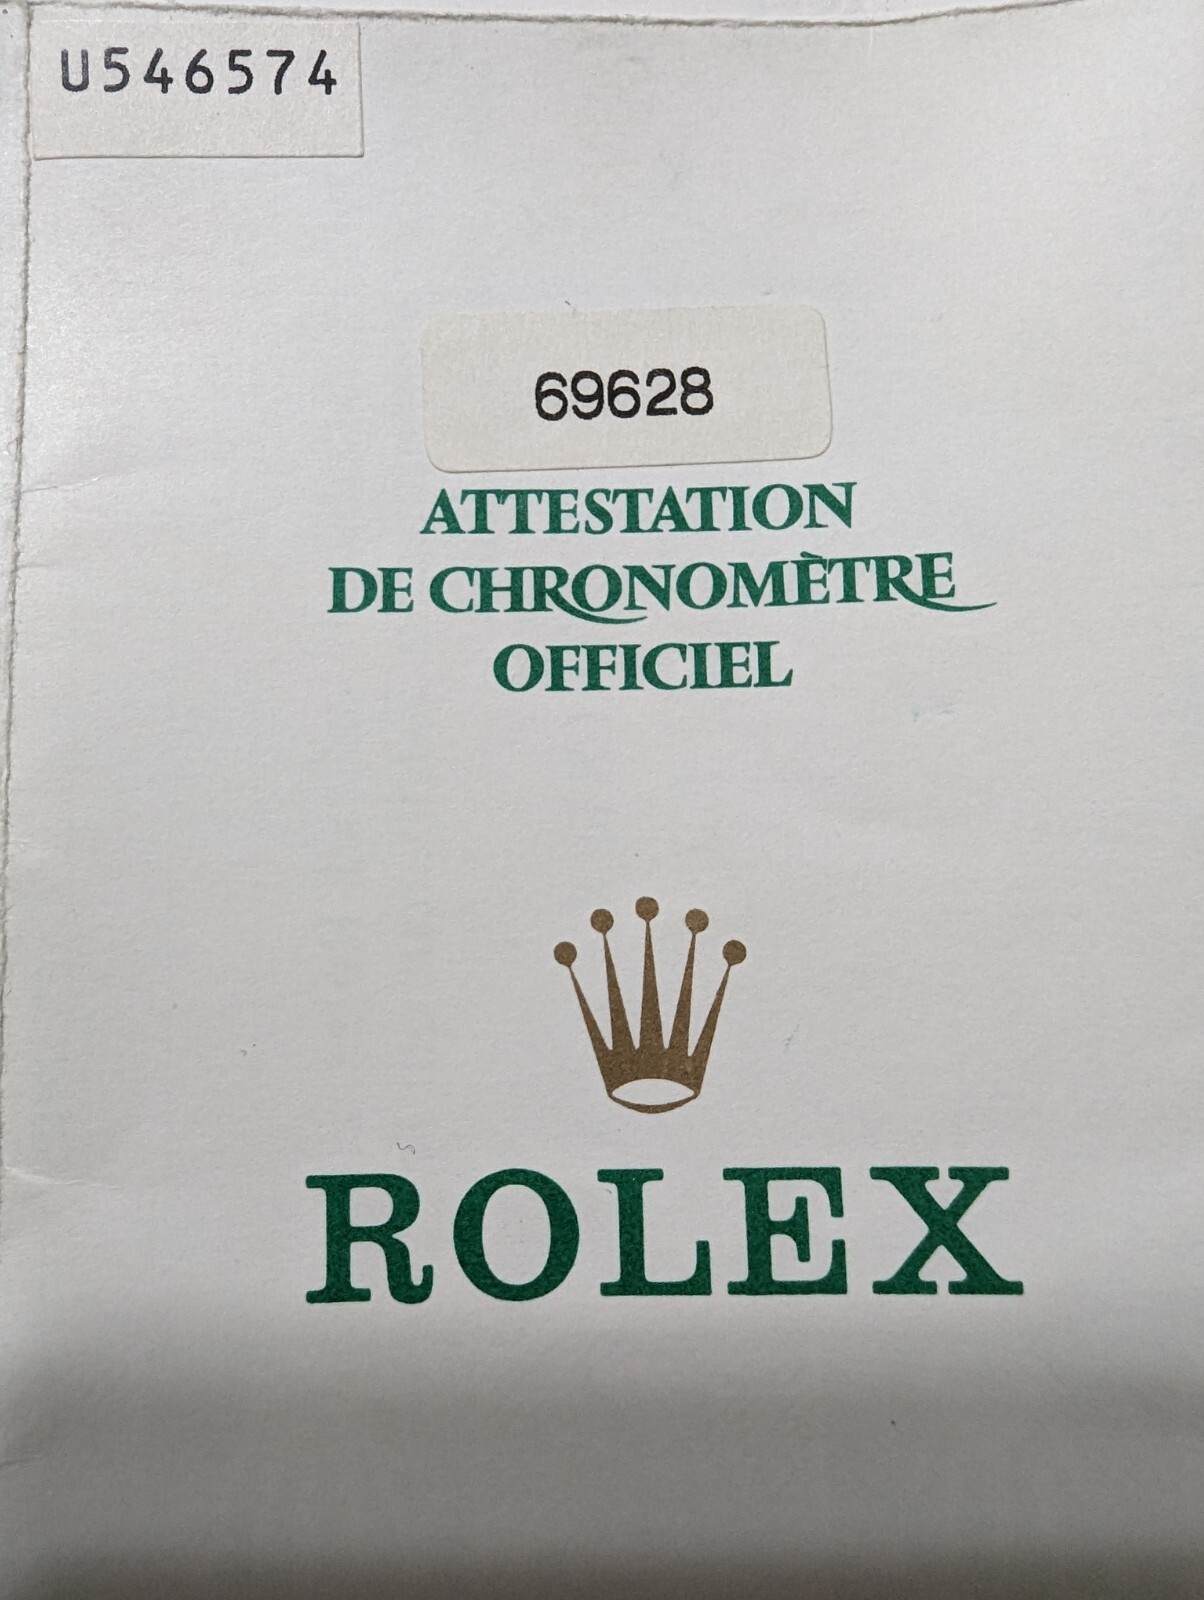 U546574
69628
ATTESTATION
DE CHRONOMÈTRE
OFFICIEL
ROLEX